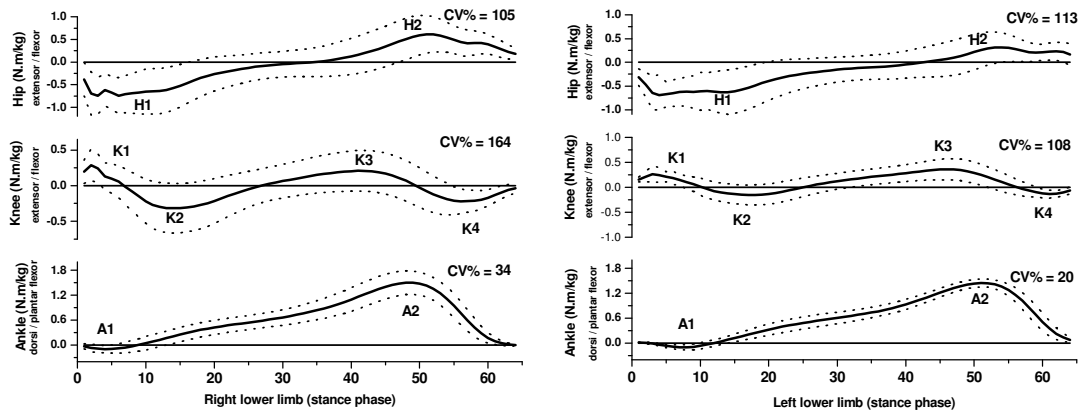 CV% = 105
1.0
0.5
0.0
-0.5
-1.0
Hip (N.m/kg)
extensor / flexor
H1
H2
CV% = 164
0.5
0.0
-0.5
Knee (N.m/kg)
extensor / flexor
K1
K2
K3
K4
CV% = 34
1.8
1.2
0.6
0.0
Ankle (N.m/kg)
dorsi / plantar flexor
A1
A2
0 10 20 30 40 50 60
Right lower limb (stance phase)
CV% = 113
1.0
0.5
0.0
-0.5
-1.0
Hip (N.m/kg)
extensor / flexor
H1
H2
CV% = 108
1.0
0.5
0.0
-0.5
-1.0
Knee (N.m/kg)
extensor / flexor
K1
K2
K3
K4
CV% = 20
1.8
1.2
0.6
0.0
Ankle (N.m/kg)
dorsi / plantar flexor
A1
A2
0 10 20 30 40 50 60
Left lower limb (stance phase)